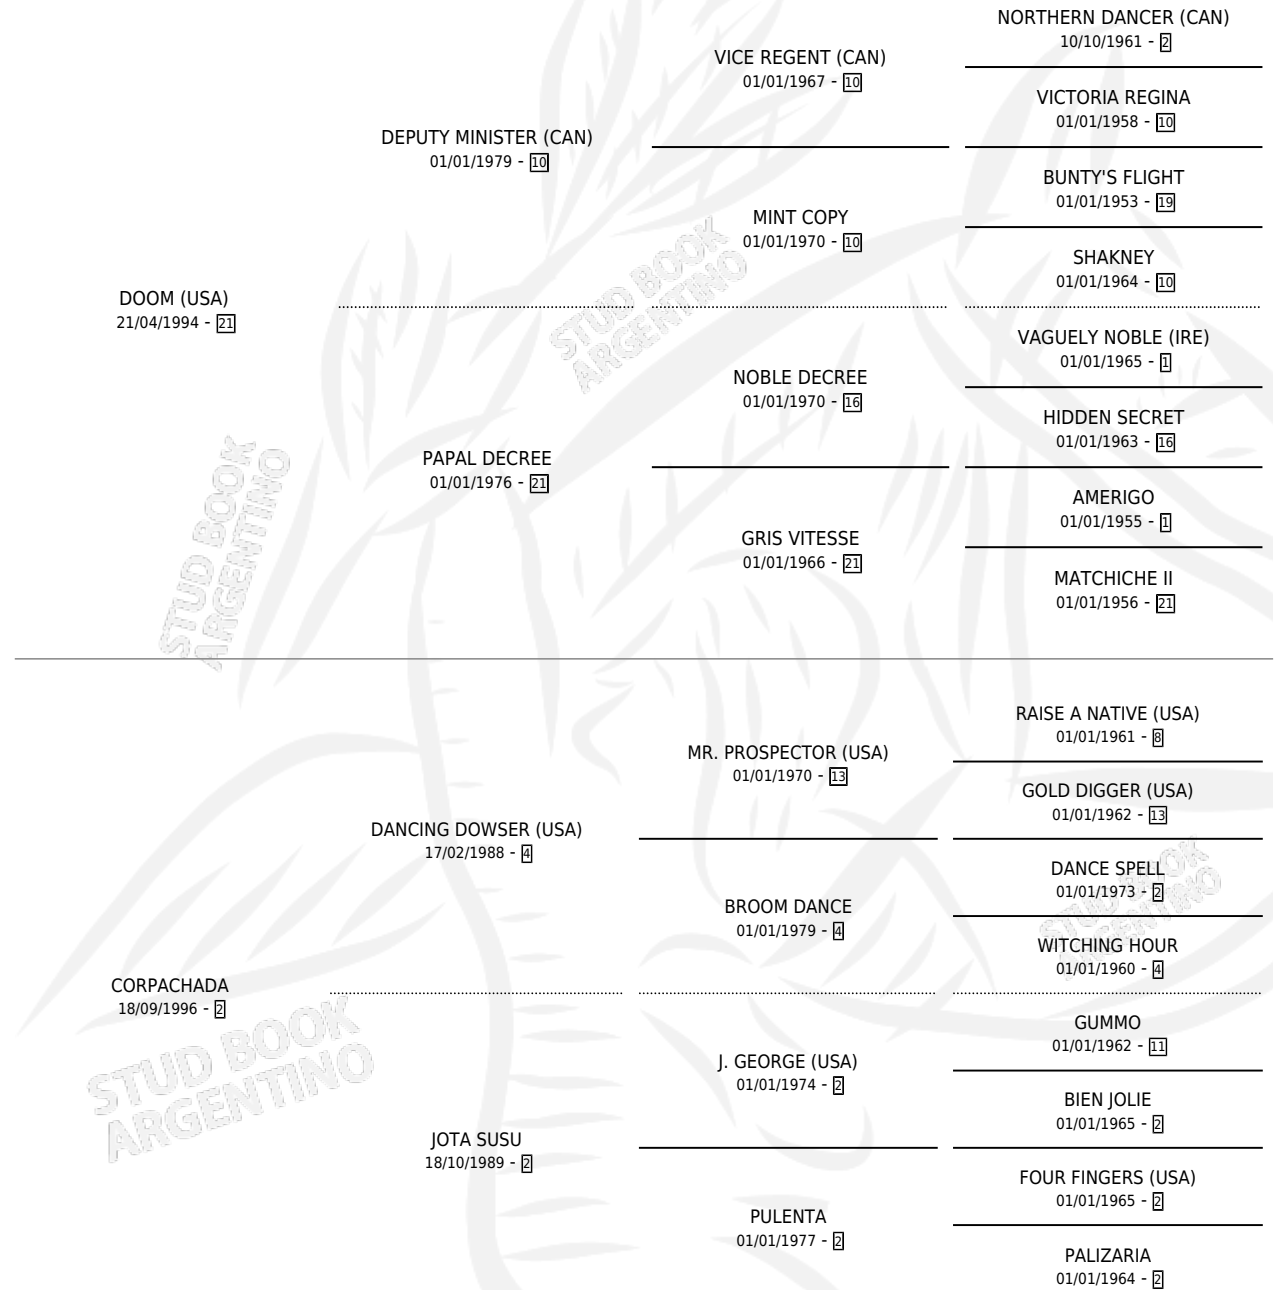 NORTHERN DANCER (CAN)
10/10/1961 - 2
VICE REGENT (CAN)
01/01/1967 - 10
VICTORIA REGINA
01/01/1958 - 10
DEPUTY MINISTER (CAN)
01/01/1979 - 10
BUNTY'S FLIGHT
01/01/1953 - 19
MINT COPY
01/01/1970 - 10
SHAKNEY
01/01/1964 - 10
DOOM (USA)
21/04/1994 - 21
STUD BOOK
ARGENTINO
VAGUELY NOBLE (IRE)
01/01/1965 - 1
NOBLE DECREE
01/01/1970 - 16
HIDDEN SECRET
01/01/1963 - 16
PAPAL DECREE
01/01/1976 - 21
AMERIGO
01/01/1955 - 1
GRIS VITESSE
01/01/1966 - 21
MATCHICHE II
01/01/1956 - 21
STUD BOOK
ARGENTINO
RAISE A NATIVE (USA)
01/01/1961 - 8
MR. PROSPECTOR (USA)
01/01/1970 - 13
GOLD DIGGER (USA)
01/01/1962 - 13
DANCING DOWSER (USA)
17/02/1988 - 4
DANCE SPELL
01/01/1973 - 2
BROOM DANCE
01/01/1979 - 4
WITCHING HOUR
01/01/1960 - 4
STUD BOOK
ARGENTINO
CORPACHADA
18/09/1996 - 2
STUD BOOK
ARGENTINO
GUMMO
01/01/1962 - 11
J. GEORGE (USA)
01/01/1974 - 2
BIEN JOLIE
01/01/1965 - 2
JOTA SUSU
18/10/1989 - 2
FOUR FINGERS (USA)
01/01/1965 - 2
PULENTA
01/01/1977 - 2
PALIZARIA
01/01/1964 - 2